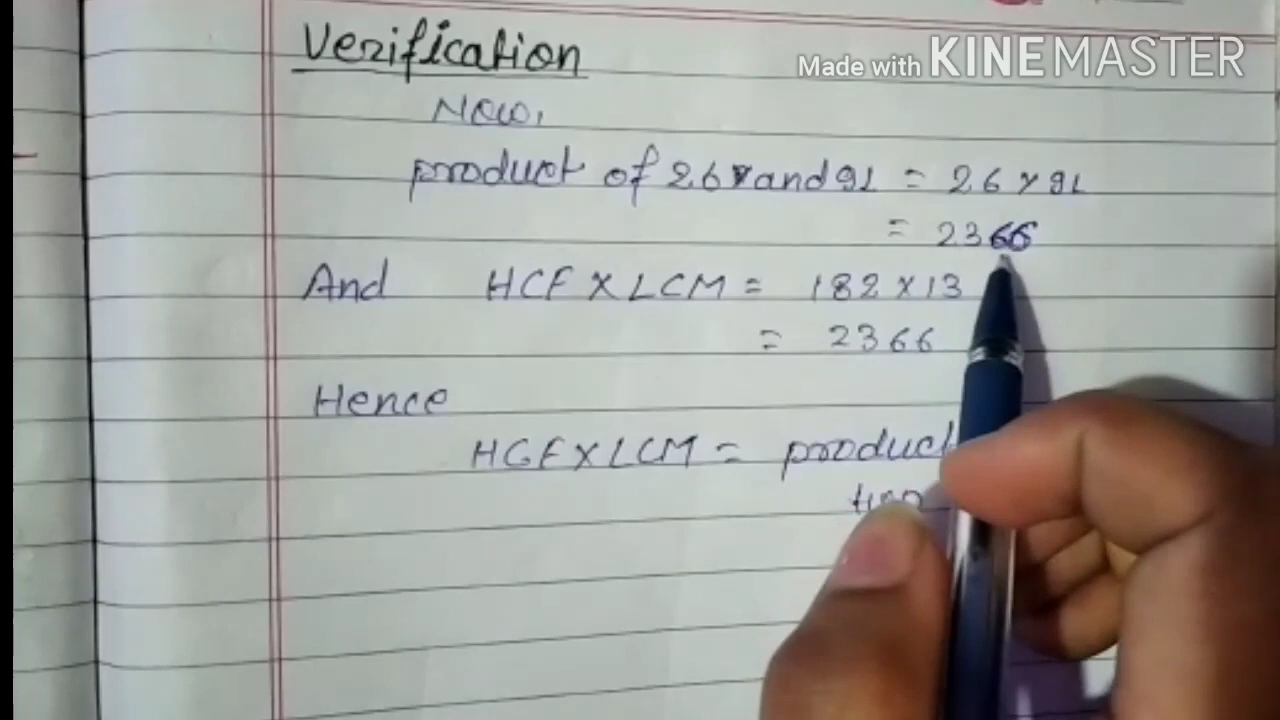 Made with KINEMASTER
Verification
Now,
product of 26 and 91 = 26 x 91
= 2366
And HCF X LCM = 182 x 13
= 2366
Hence
HCF X LCM = product